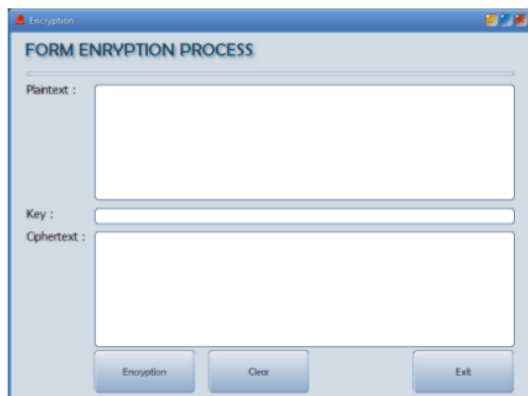 Encryption
FORM ENRYPTION PROCESS
Plaintext :
Key :
Ciphertext :
Encryption Clear Exit